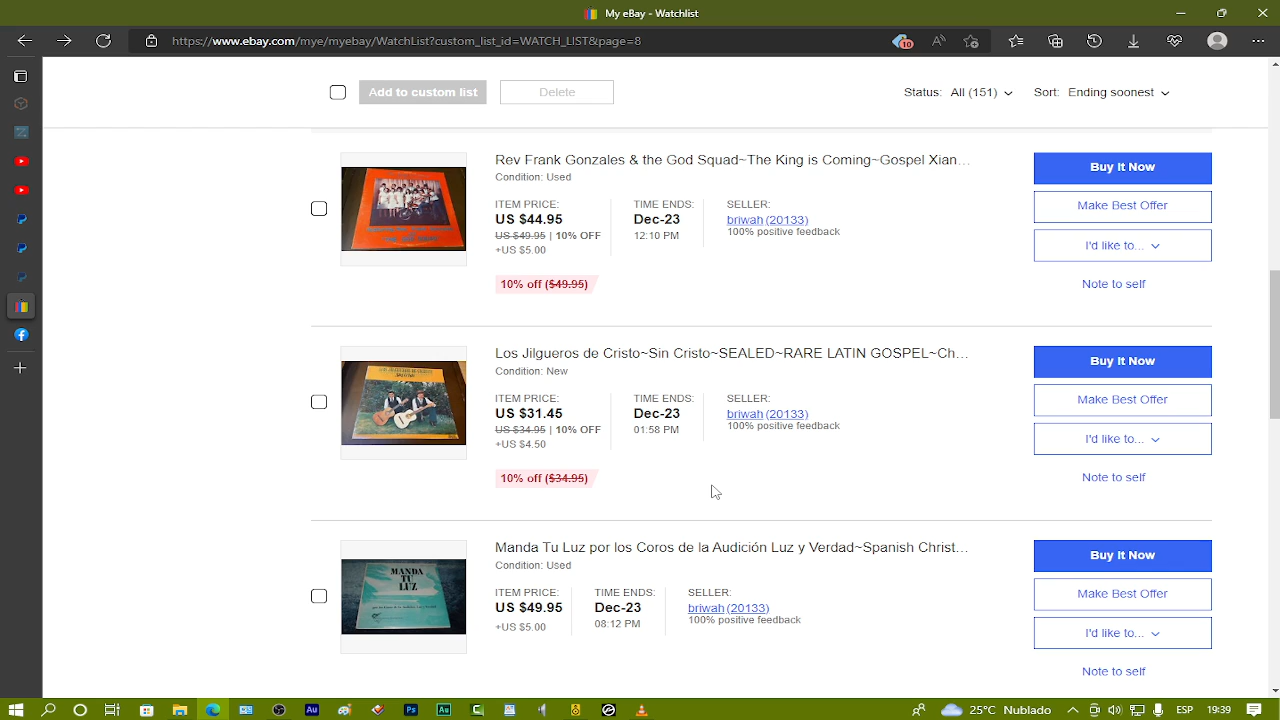 My eBay - Watchlist
https://www.ebay.com/mye/myebay/WatchList?custom_list_id=WATCH_LIST&page=8
10
Add to custom list
Delete
Status: All (151)
Sort: Ending soonest
Rev Frank Gonzales & the God Squad~The King is Coming~Gospel Xian...
Condition: Used
ITEM PRICE:
US $44.95
US $49.95 | 10% OFF
+US $5.00
TIME ENDS:
Dec-23
12:10 PM
SELLER:
briwah (20133)
100% positive feedback
10% off ($49.95)
Buy It Now
Make Best Offer
I'd like to...
Note to self
Los Jilgueros de Cristo~Sin Cristo~SEALED~RARE LATIN GOSPEL~Ch...
Condition: New
ITEM PRICE:
US $31.45
US $34.95 | 10% OFF
+US $4.50
TIME ENDS:
Dec-23
01:58 PM
SELLER:
briwah (20133)
100% positive feedback
10% off ($34.95)
Buy It Now
Make Best Offer
I'd like to...
Note to self
MANDA
TU
LUZ
Manda Tu Luz por los Coros de la Audición Luz y Verdad~Spanish Christ...
Condition: Used
ITEM PRICE:
US $49.95
+US $5.00
TIME ENDS:
Dec-23
08:12 PM
SELLER:
briwah (20133)
100% positive feedback
Buy It Now
Make Best Offer
I'd like to...
Note to self
Au
Ps
Au
25°C Nublado
ESP
19:39